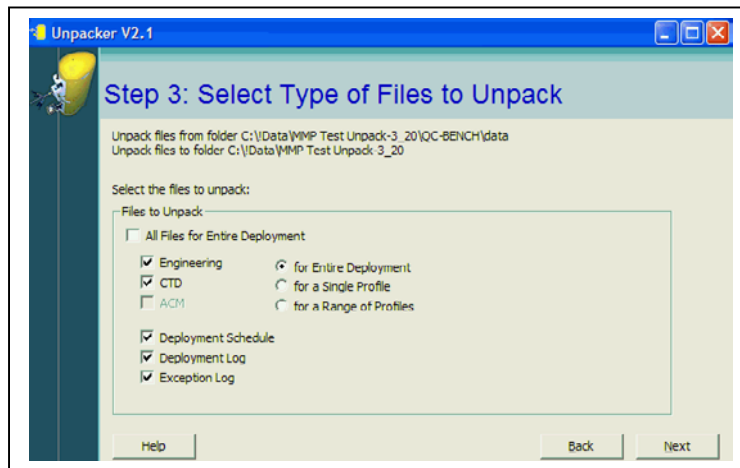 Unpacker V2.1
Step 3: Select Type of Files to Unpack
Unpack files from folder C:\!Data\MMP Test Unpack-3_20\QC-BENCH\data
Unpack files to folder C:\!Data\MMP Test Unpack-3_20
Select the files to unpack:
Files to Unpack
All Files for Entire Deployment
Engineering
for Entire Deployment
CTD
for a Single Profile
ACM
for a Range of Profiles
Deployment Schedule
Deployment Log
Exception Log
Help
Back
Next